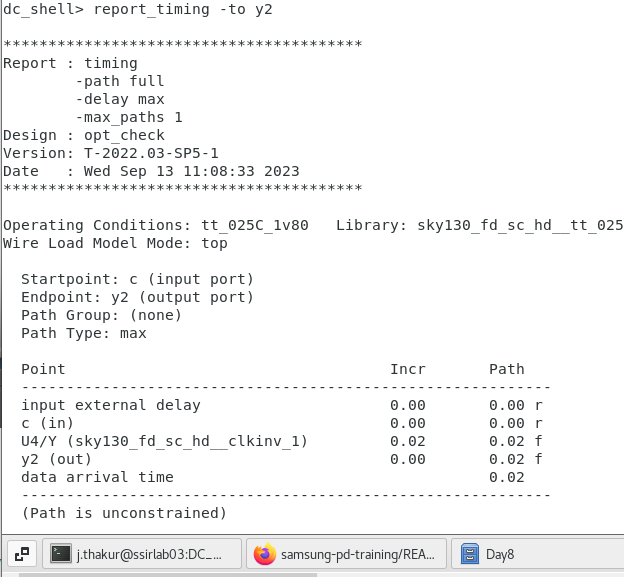 dc_shell> report_timing -to y2
****************************************
Report : timing
        -path full
        -delay max
        -max_paths 1
Design : opt_check
Version: T-2022.03-SP5-1
Date   : Wed Sep 13 11:08:33 2023
****************************************
Operating Conditions: tt_025C_1v80   Library: sky130_fd_sc_hd__tt_025
Wire Load Model Mode: top
  Startpoint: c (input port)
  Endpoint: y2 (output port)
  Path Group: (none)
  Path Type: max
  Point                                    Incr       Path
  -----------------------------------------------------------
  input external delay                     0.00       0.00 r
  c (in)                                   0.00       0.00 r
  U4/Y (sky130_fd_sc_hd__clkinv_1)         0.02       0.02 f
  y2 (out)                                 0.00       0.02 f
  data arrival time                                   0.02
  -----------------------------------------------------------
  (Path is unconstrained)
j.thakur@ssirlab03:DC_... samsung-pd-training/REA... Day8